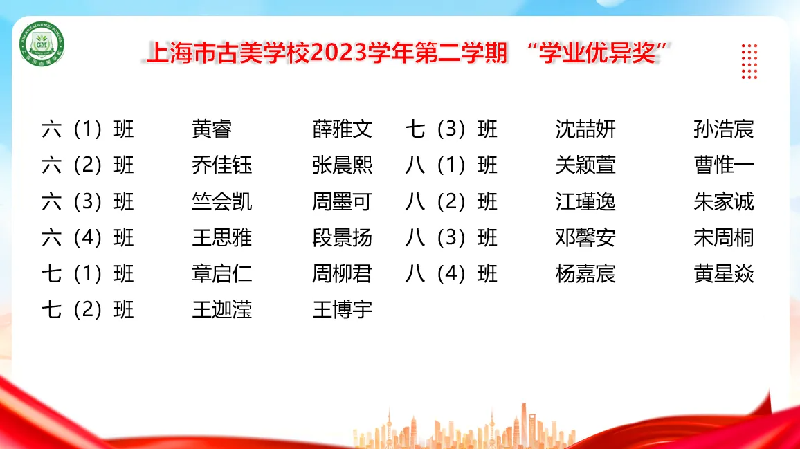 上海市古美学校2023学年第二学期 “学业优异奖”
六（1）班 黄睿 薛雅文 七（3）班 沈喆妍 孙浩宸
六（2）班 乔佳钰 张晨熙 八（1）班 关颖萱 曹惟一
六（3）班 竺会凯 周墨可 八（2）班 江瑾逸 朱家诚
六（4）班 王思雅 段景扬 八（3）班 邓馨安 宋周桐
七（1）班 章启仁 周柳君 八（4）班 杨嘉宸 黄星焱
七（2）班 王迦滢 王博宇